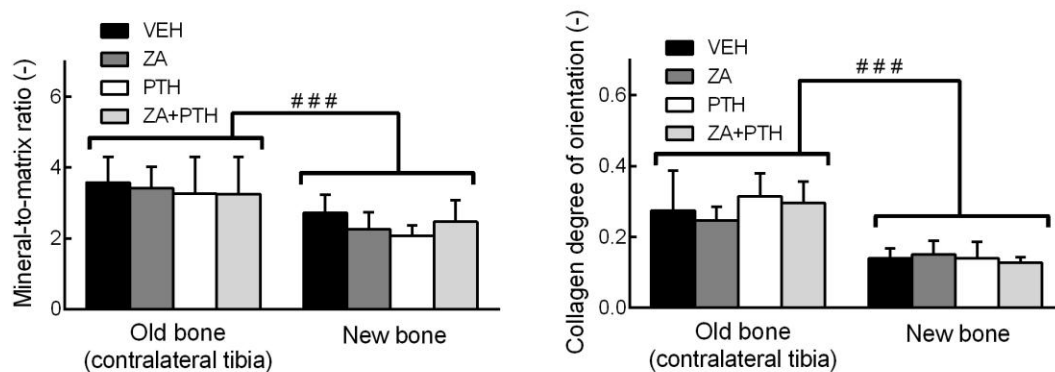 Mineral-to-matrix ratio (-)
6
4
2
0
VEH
ZA
PTH
ZA+PTH
###
Old bone
(contralateral tibia)
New bone
Collagen degree of orientation (-)
0.6
0.4
0.2
0.0
VEH
ZA
PTH
ZA+PTH
###
Old bone
(contralateral tibia)
New bone